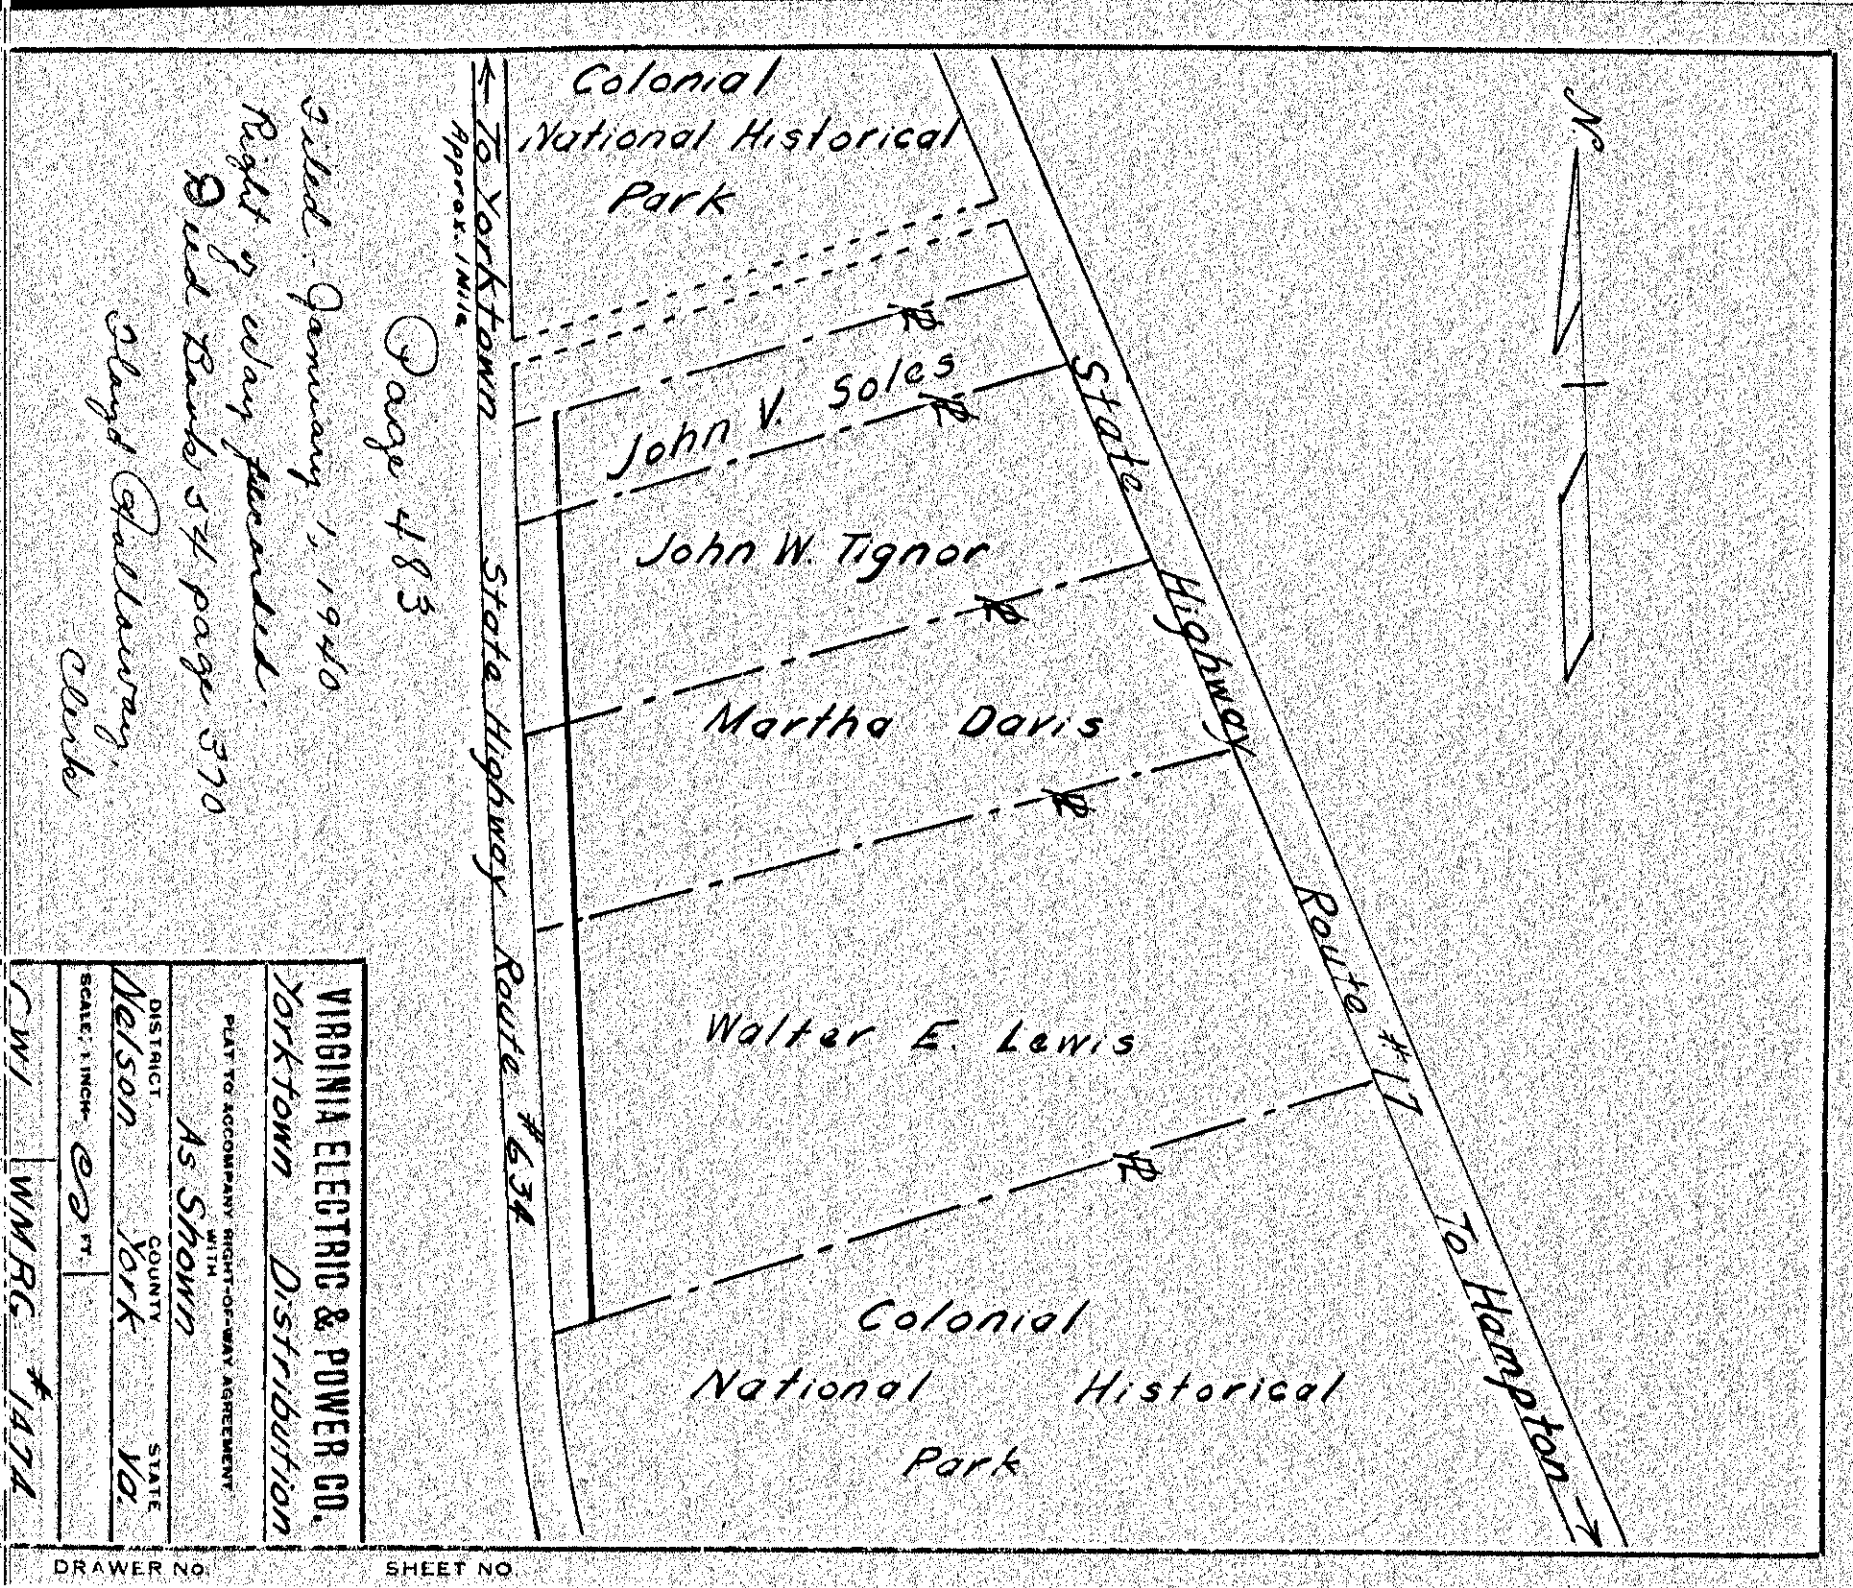 Colonial
National Historical
Park
N.
← To Yorktown
Approx. 1 Mile
State Highway Route #634
State Highway Route #17 To Hampton →
John V. Soles
John W. Tignor
Martha Davis
Walter E. Lewis
Colonial
National Historical
Park
Page 483
Filed: January 1, 1940
Right of Way recorded
Deed Book 54 page 370
Floyd Holloway,
Clerk
VIRGINIA ELECTRIC & POWER CO.
Yorktown Distribution
PLAT TO ACCOMPANY RIGHT-OF-WAY AGREEMENT
WITH
As Shown
DISTRICT COUNTY STATE
Nelson York Va.
SCALE: 1 INCH= FT.
WMRG #1474
DRAWER NO.
SHEET NO